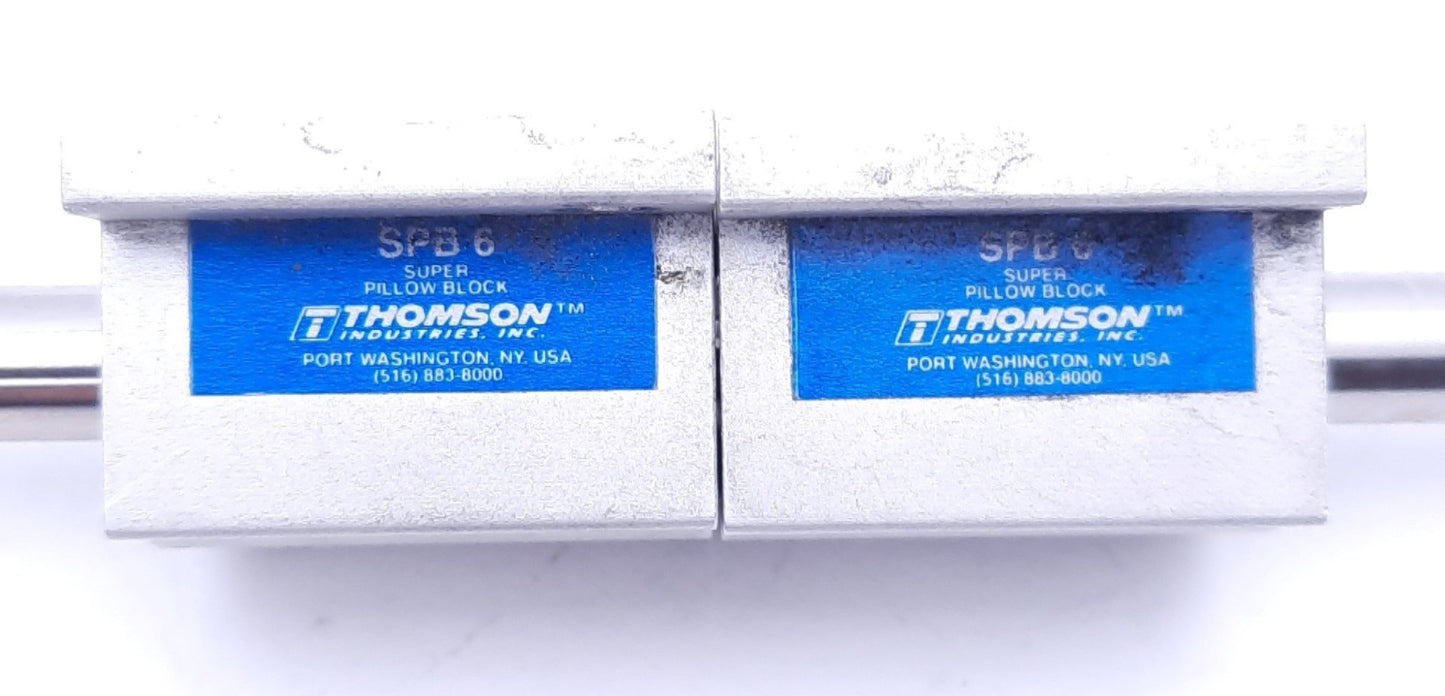 SPB 6
SUPER
PILLOW BLOCK
THOMSON™
INDUSTRIES, INC.
PORT WASHINGTON, NY. USA
(516) 883-8000
SPB 6
SUPER
PILLOW BLOCK
THOMSON™
INDUSTRIES, INC.
PORT WASHINGTON, NY. USA
(516) 883-8000